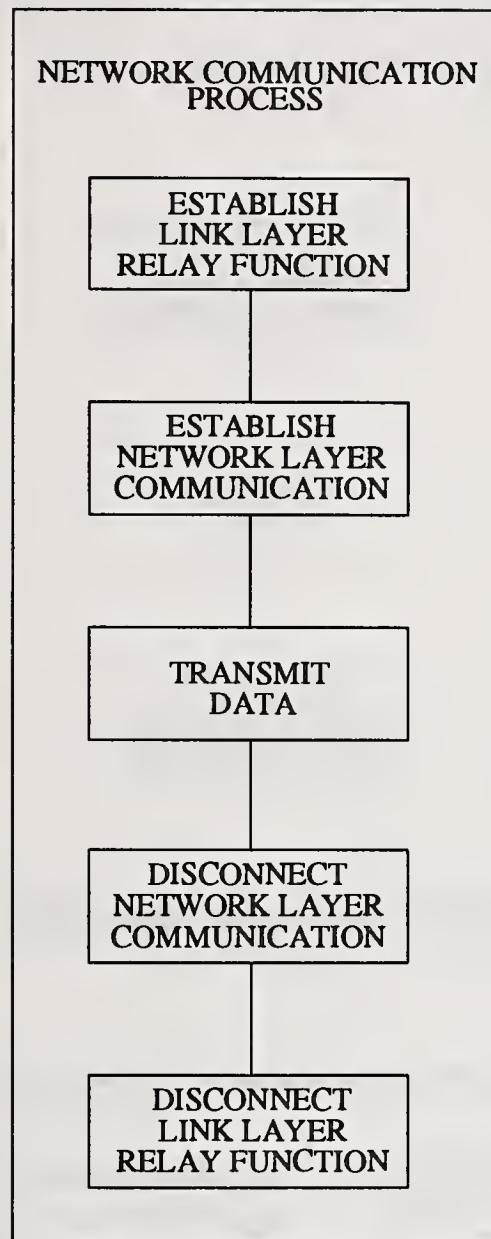 NETWORK COMMUNICATION
PROCESS
ESTABLISH
LINK LAYER
RELAY FUNCTION
ESTABLISH
NETWORK LAYER
COMMUNICATION
TRANSMIT
DATA
DISCONNECT
NETWORK LAYER
COMMUNICATION
DISCONNECT
LINK LAYER
RELAY FUNCTION